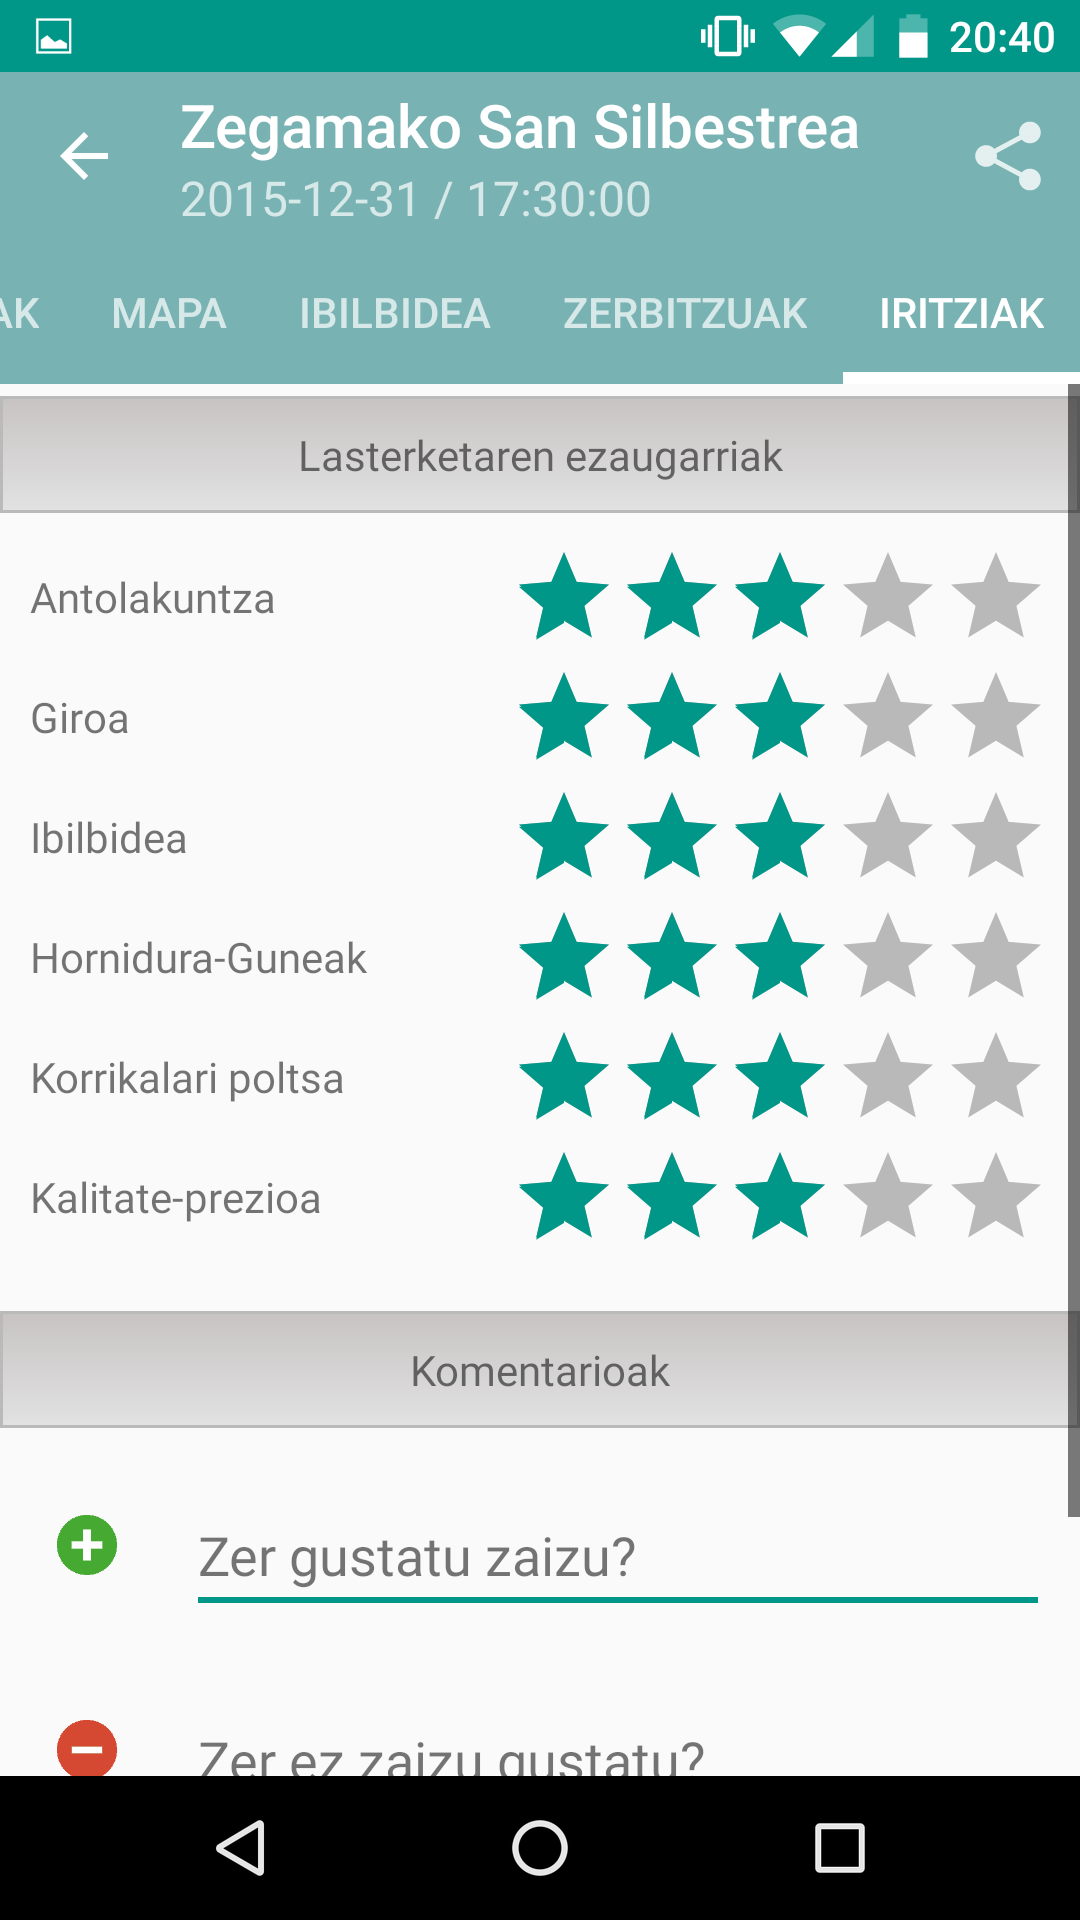 20:40
Zegamako San Silbestrea
2015-12-31 / 17:30:00
AK MAPA IBILBIDEA ZERBITZUAK IRITZIAK
Lasterketaren ezaugarriak
Antolakuntza
Giroa
Ibilbidea
Hornidura-Guneak
Korrikalari poltsa
Kalitate-prezioa
Komentarioak
Zer gustatu zaizu?
Zer ez zaizu gustatu?